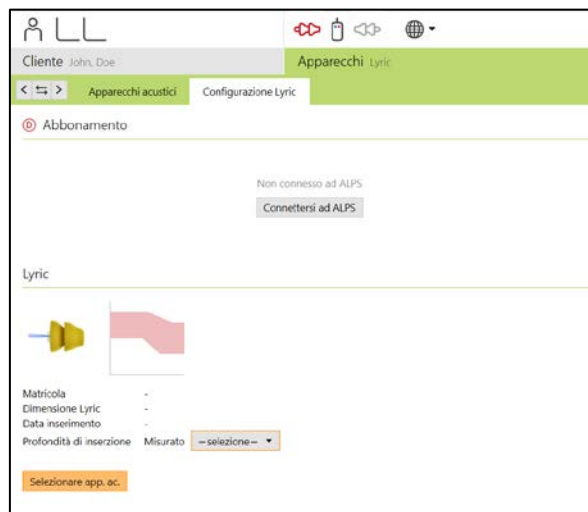 Cliente John, Doe
Apparecchi Lyric
Apparecchi acustici Configurazione Lyric
D Abbonamento
Non connesso ad ALPS
Connettersi ad ALPS
Lyric
Matricola -
Dimensione Lyric -
Data inserimento -
Profondità di inserzione Misurato —selezione—
Selezionare app. ac.